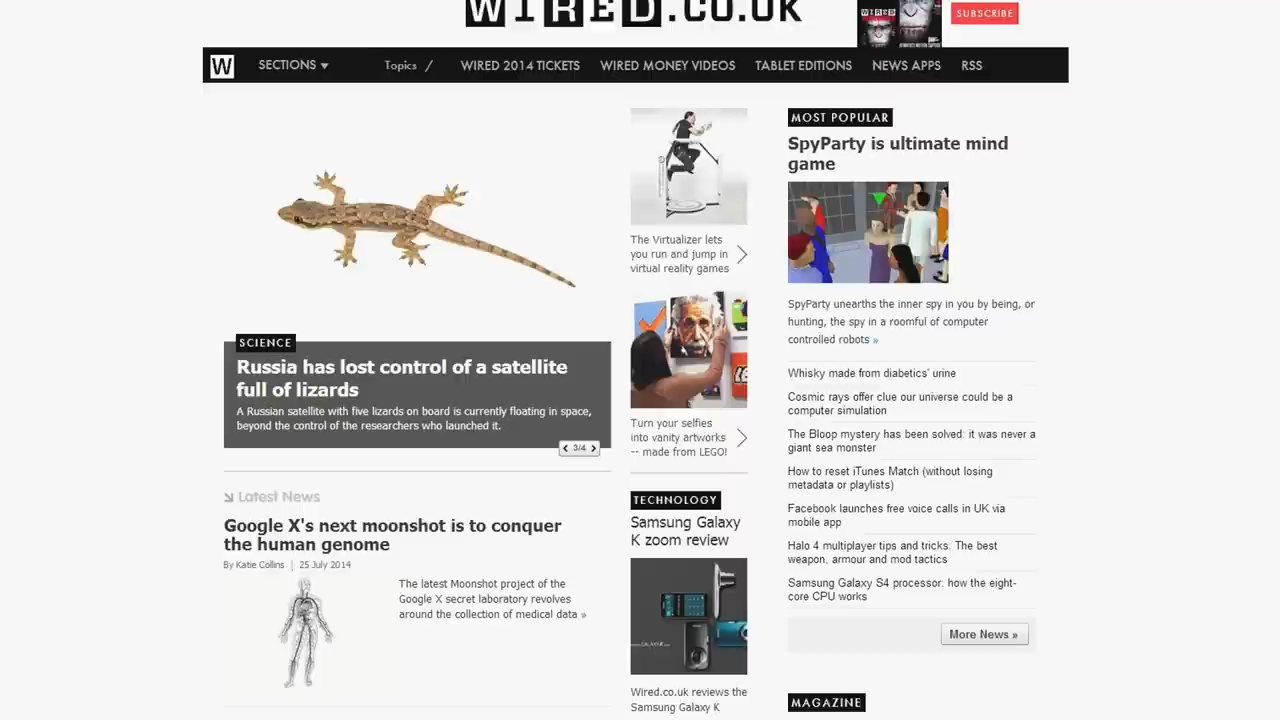 WIRED.CO.UK
SUBSCRIBE
W
SECTIONS
Topics /
WIRED 2014 TICKETS
WIRED MONEY VIDEOS
TABLET EDITIONS
NEWS APPS
RSS
SCIENCE
Russia has lost control of a satellite
full of lizards
A Russian satellite with five lizards on board is currently floating in space,
beyond the control of the researchers who launched it.
3/4
Latest News
Google X's next moonshot is to conquer
the human genome
By Katie Collins | 25 July 2014
The latest Moonshot project of the
Google X secret laboratory revolves
around the collection of medical data »
The Virtualizer lets
you run and jump in
virtual reality games
Turn your selfies
into vanity artworks
-- made from LEGO!
TECHNOLOGY
Samsung Galaxy
K zoom review
Wired.co.uk reviews the
Samsung Galaxy K
MOST POPULAR
SpyParty is ultimate mind
game
SpyParty unearths the inner spy in you by being, or
hunting, the spy in a roomful of computer
controlled robots »
Whisky made from diabetics' urine
Cosmic rays offer clue our universe could be a
computer simulation
The Bloop mystery has been solved: it was never a
giant sea monster
How to reset iTunes Match (without losing
metadata or playlists)
Facebook launches free voice calls in UK via
mobile app
Halo 4 multiplayer tips and tricks: The best
weapon, armour and mod tactics
Samsung Galaxy S4 processor: how the eight-
core CPU works
More News »
MAGAZINE